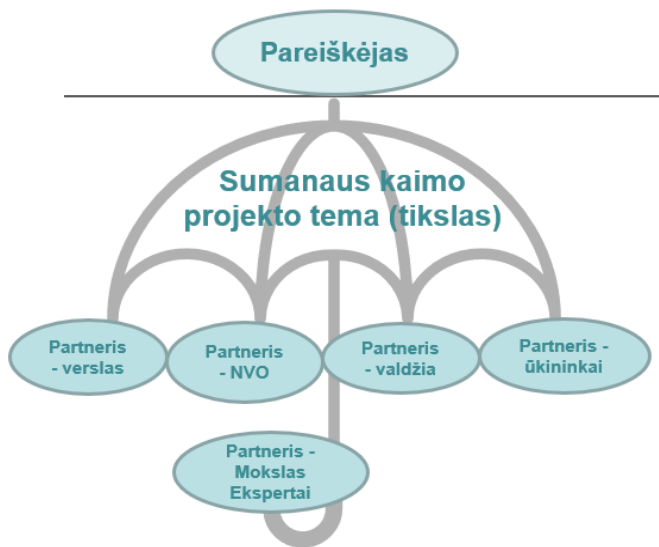 Pareiškėjas
Sumanaus kaimo
projekto tema (tikslas)
Partneris
- verslas
Partneris
- NVO
Partneris
- valdžia
Partneris -
ūkininkai
Partneris -
Mokslas
Ekspertai